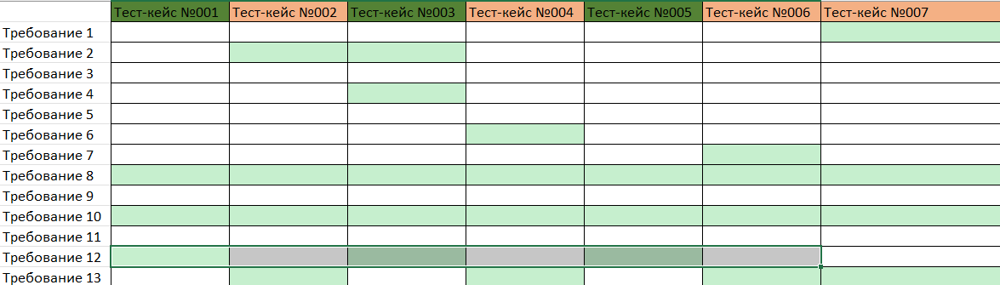 Тест-кейс №001 Тест-кейс №002 Тест-кейс №003 Тест-кейс №004 Тест-кейс №005 Тест-кейс №006 Тест-кейс №007
Требование 1
Требование 2
Требование 3
Требование 4
Требование 5
Требование 6
Требование 7
Требование 8
Требование 9
Требование 10
Требование 11
Требование 12
Требование 13